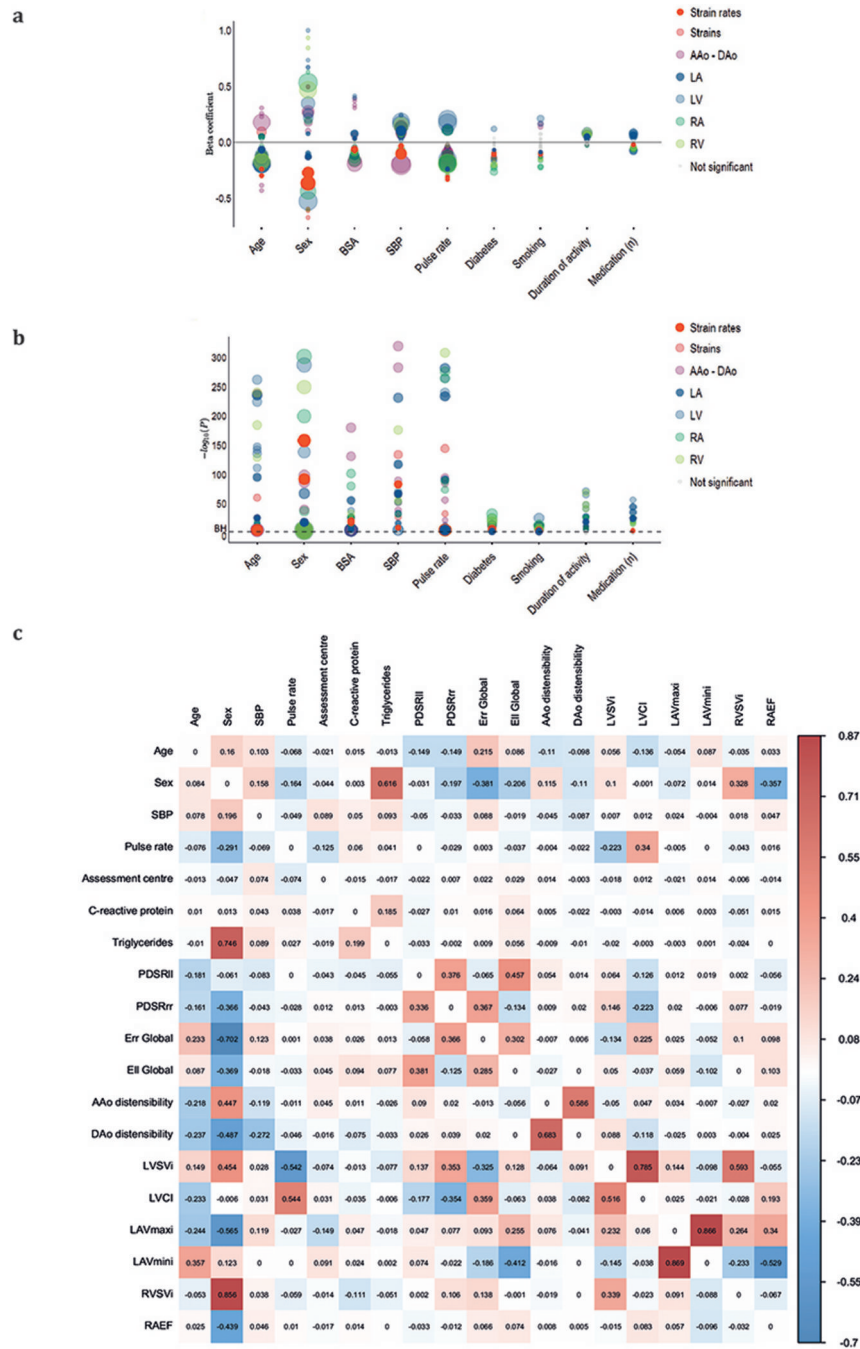 a
Beta coefficient
1.0
0.5
0.0
-0.5
Age Sex BSA SBP Pulse rate Diabetes Smoking Duration of activity Medication (n)
Strain rates
Strains
AAo - DAo
LA
LV
RA
RV
Not significant
b
-log10(P)
300
250
200
150
100
50
BH
0
Age Sex BSA SBP Pulse rate Diabetes Smoking Duration of activity Medication (n)
Strain rates
Strains
AAo - DAo
LA
LV
RA
RV
Not significant
c
Age Sex SBP Pulse rate Assessment centre C-reactive protein Triglycerides PDSRll PDSRrr Err Global Ell Global AAo distensibility DAo distensibility LVSVi LVCI LAVmaxi LAVmini RVSVi RAEF
Age 0 0.16 0.103 -0.068 -0.021 0.015 -0.013 -0.149 -0.149 0.215 0.086 -0.11 -0.098 0.056 -0.136 -0.054 0.087 -0.035 0.033
Sex 0.084 0 0.158 -0.164 -0.044 0.003 0.616 -0.031 -0.197 -0.381 -0.206 0.115 -0.11 0.1 -0.001 -0.072 0.014 0.328 -0.357
SBP 0.078 0.196 0 -0.049 0.089 0.05 0.093 -0.05 -0.033 0.088 -0.019 -0.045 -0.087 0.007 0.012 0.024 -0.004 0.018 0.047
Pulse rate -0.076 -0.291 -0.069 0 -0.125 0.06 0.041 0 -0.029 0.003 -0.037 -0.004 -0.022 -0.223 0.34 -0.005 0 -0.043 0.016
Assessment centre -0.013 -0.047 0.074 -0.074 0 -0.015 -0.017 -0.022 0.007 0.022 0.029 0.014 0.004 -0.018 0.012 -0.021 0.014 -0.006 -0.014
C-reactive protein 0.01 0.013 0.043 0.038 -0.017 0 0.185 -0.027 0.01 0.016 0.064 0.005 -0.022 -0.003 -0.014 0.006 0.003 -0.051 0.015
Triglycerides -0.01 0.746 0.089 0.027 -0.019 0.199 0 -0.033 -0.002 0.009 0.056 -0.009 -0.01 -0.02 -0.003 -0.003 0.001 -0.024 0
PDSRll -0.181 -0.061 -0.083 0 -0.043 -0.045 -0.055 0 0.376 -0.065 0.457 0.054 0.014 0.064 -0.126 0.012 0.019 0.002 -0.056
PDSRrr -0.161 -0.366 -0.043 -0.028 0.012 0.013 -0.003 0.336 0 0.367 -0.134 0.009 0.02 0.146 -0.223 0.02 -0.006 0.077 -0.019
Err Global 0.233 -0.702 0.123 0.001 0.038 0.026 0.013 -0.058 0.366 0 0.302 -0.007 0.006 -0.134 0.225 0.025 -0.052 0.1 0.098
Ell Global 0.087 -0.369 -0.018 -0.033 0.045 0.094 0.077 0.381 -0.125 0.285 0 -0.027 0 0.05 -0.037 0.059 -0.102 0 0.103
AAo distensibility -0.218 0.447 -0.119 -0.011 0.045 0.011 -0.026 0.09 0.02 -0.013 -0.056 0 0.586 -0.05 0.047 0.034 -0.007 -0.027 0.02
DAo distensibility -0.237 -0.487 -0.272 -0.046 -0.016 -0.075 -0.033 0.026 0.039 0.02 0 0.683 0 0.088 -0.118 -0.025 0.003 -0.004 0.025
LVSVi 0.149 0.454 0.028 -0.542 -0.074 -0.013 -0.077 0.137 0.353 -0.325 0.128 -0.064 0.091 0 0.785 0.144 -0.098 0.593 -0.055
LVCI -0.233 -0.006 0.031 0.544 0.031 -0.035 -0.006 -0.177 -0.354 0.359 -0.063 0.038 -0.082 0.516 0 0.025 -0.021 -0.028 0.193
LAVmaxi -0.244 -0.565 0.119 -0.027 -0.149 0.047 -0.018 0.047 0.077 0.093 0.255 0.076 -0.041 0.232 0.06 0 0.866 0.264 0.34
LAVmini 0.357 0.123 0 0 0.091 0.024 0.002 0.074 -0.022 -0.186 -0.412 -0.016 0 -0.145 -0.038 0.869 0 -0.233 -0.529
RVSVi -0.053 0.856 0.038 -0.059 -0.014 -0.111 -0.051 0.002 0.106 0.138 -0.001 -0.019 0 0.339 -0.023 0.091 -0.088 0 -0.067
RAEF 0.025 -0.439 0.046 0.01 -0.017 0.014 0 -0.033 -0.012 0.066 0.074 0.008 0.005 -0.015 0.083 0.057 -0.096 -0.032 0
0.87
0.71
0.56
0.4
0.24
0.08
-0.07
-0.23
-0.39
-0.55
-0.7